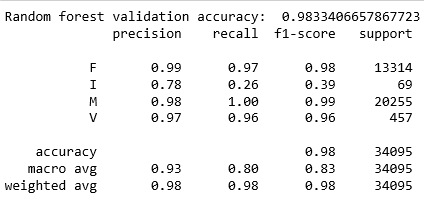 Random forest validation accuracy: 0.9833406657867723
precision recall f1-score support
F 0.99 0.97 0.98 13314
I 0.78 0.26 0.39 69
M 0.98 1.00 0.99 20255
V 0.97 0.96 0.96 457
accuracy 0.98 34095
macro avg 0.93 0.80 0.83 34095
weighted avg 0.98 0.98 0.98 34095